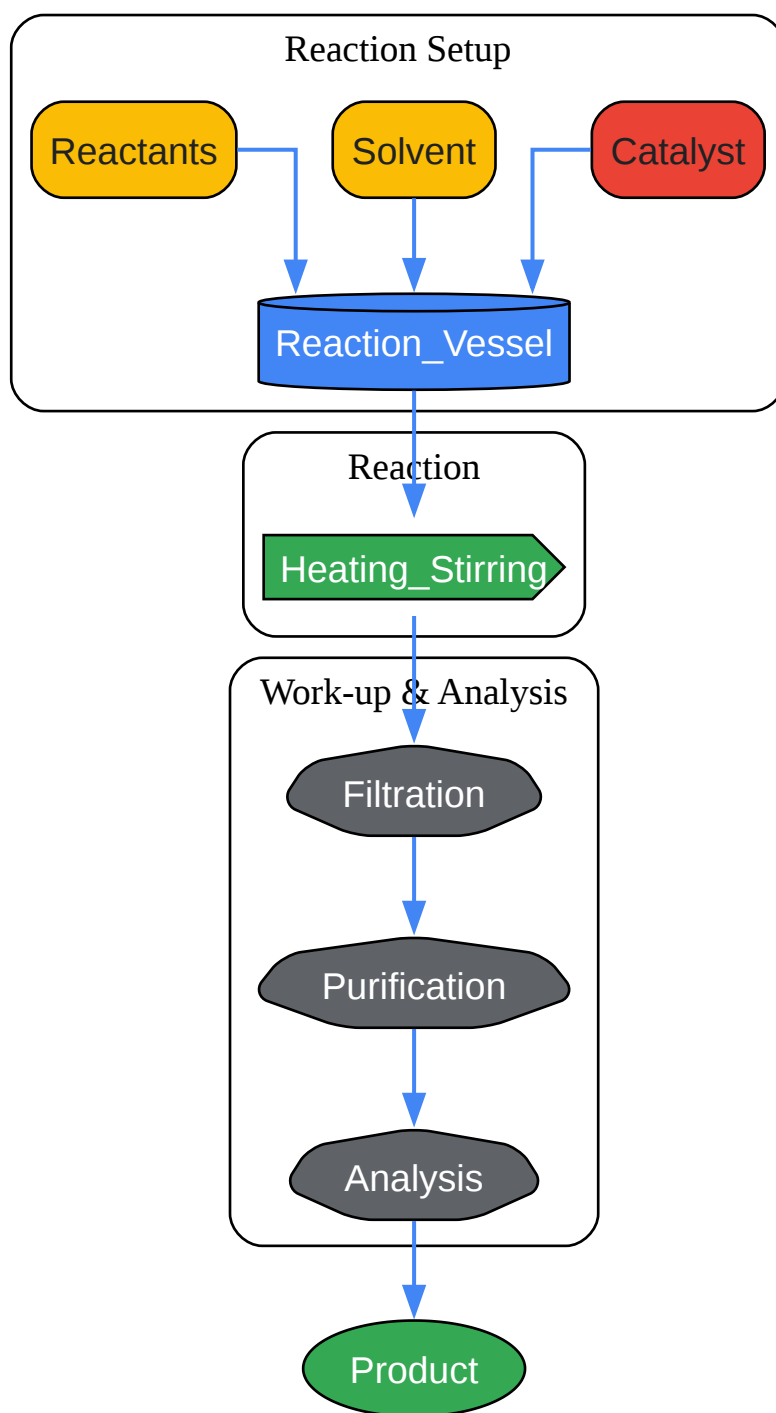 Reaction Setup
Reactants
Solvent
Catalyst
Reaction_Vessel
Reaction
Heating_Stirring
Work-up & Analysis
Filtration
Purification
Analysis
Product